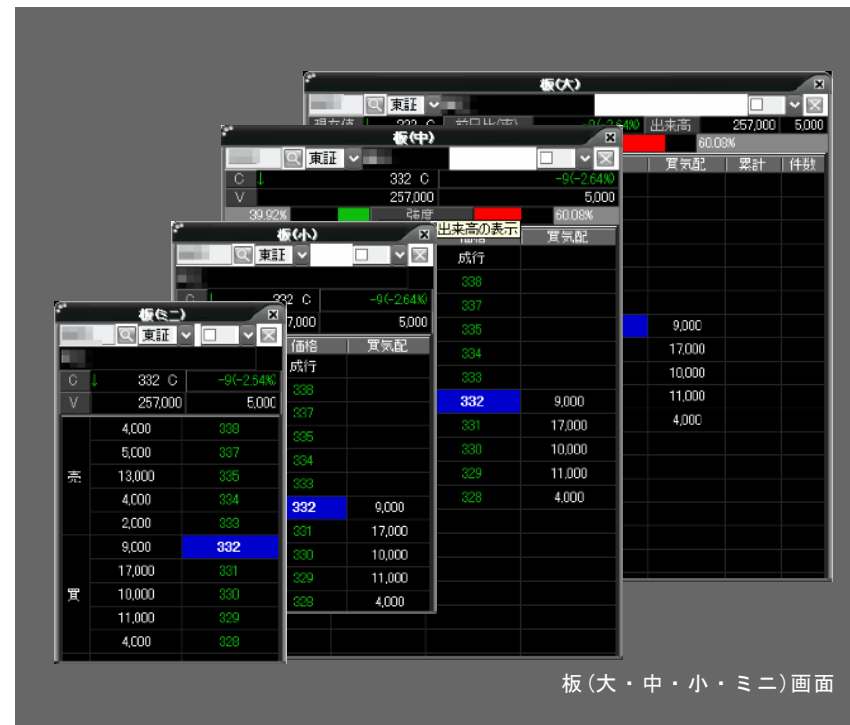 板(大)
東証
現在値 ↓ 332 C 前日比(率) -9(-2.64%) 出来高 257,000 5,000
60.08%
買気配 累計 件数
9,000
17,000
10,000
11,000
4,000
板(中)
東証
C ↓ 332 C -9(-2.64%)
V 257,000 5,000
39.92% 強度 60.08%
出来高の表示
価格 買気配
成行
338
337
335
334
333
332 9,000
331 17,000
330 10,000
329 11,000
328 4,000
板(小)
東証
C ↓ 332 C -9(-2.64%)
7,000 5,000
価格 買気配
成行
338
337
335
334
333
332 9,000
331 17,000
330 10,000
329 11,000
328 4,000
板(ミニ)
東証
C ↓ 332 C -9(-2.64%)
V 257,000 5,000
4,000 338
5,000 337
売 13,000 335
4,000 334
2,000 333
9,000 332
17,000 331
買 10,000 330
11,000 329
4,000 328
板(大・中・小・ミニ)画面